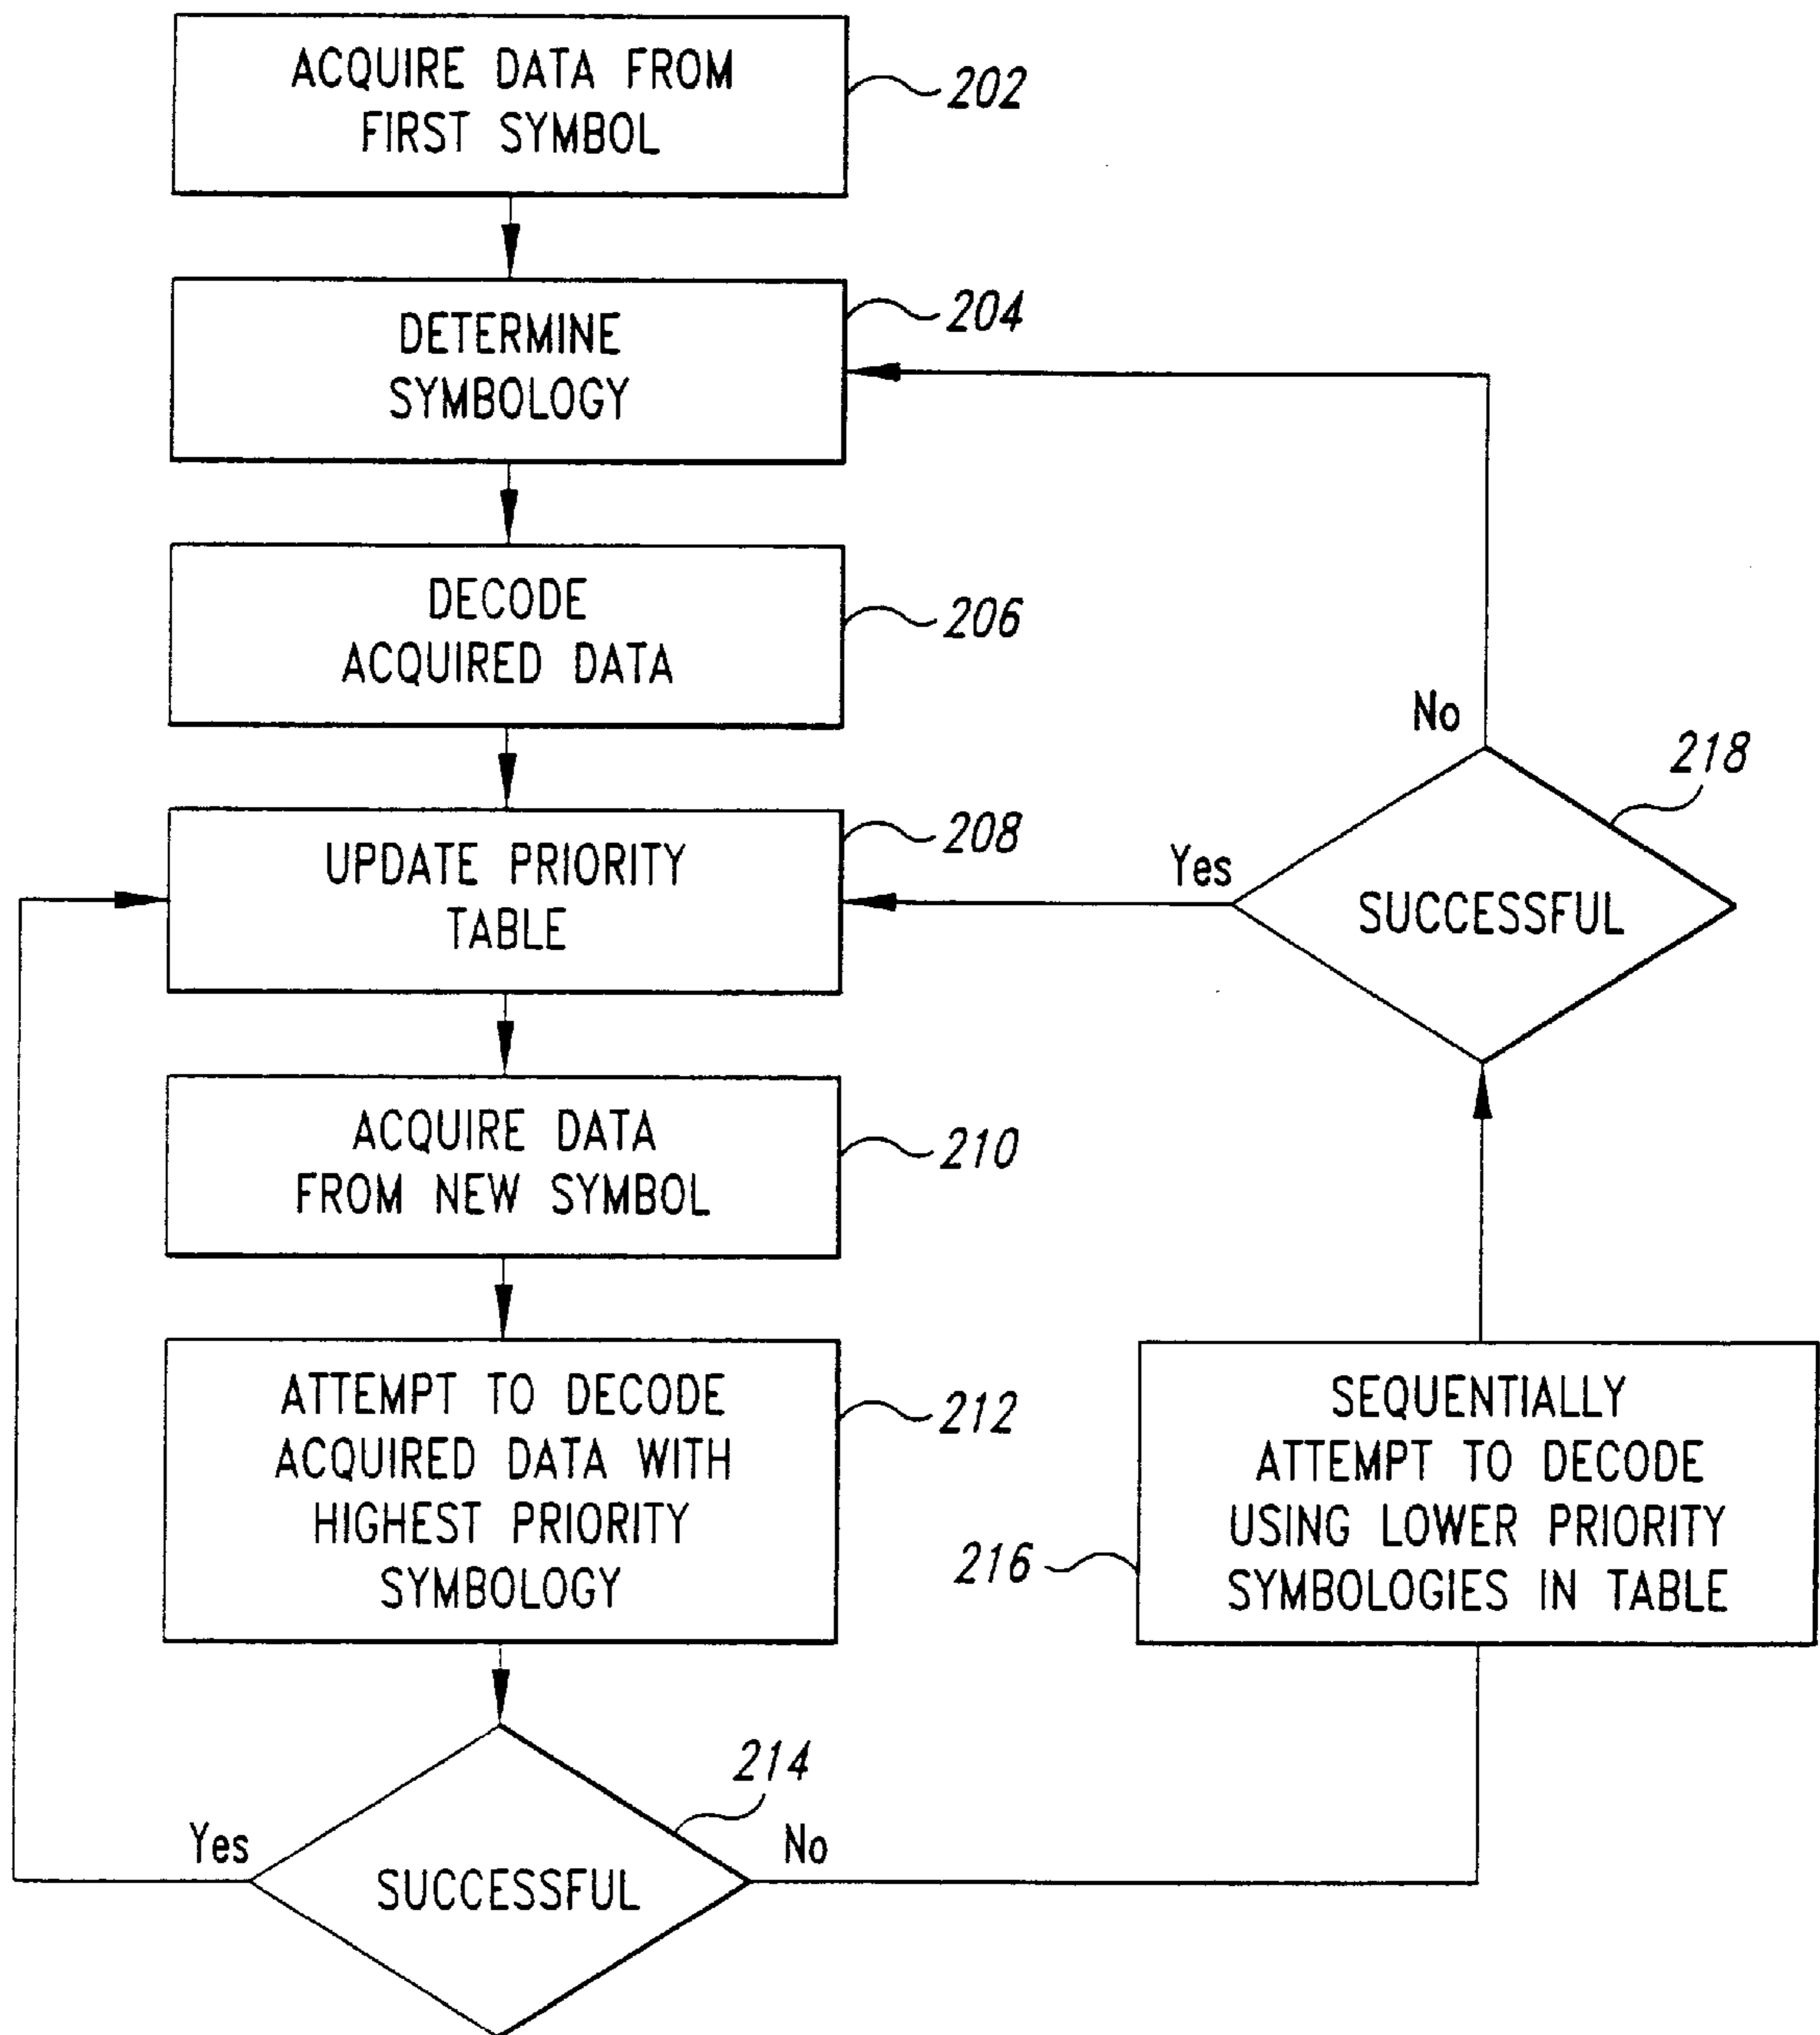 ACQUIRE DATA FROM
FIRST SYMBOL
202
DETERMINE
SYMBOLOGY
204
DECODE
ACQUIRED DATA
206
UPDATE PRIORITY
TABLE
208
ACQUIRE DATA
FROM NEW SYMBOL
210
ATTEMPT TO DECODE
ACQUIRED DATA WITH
HIGHEST PRIORITY
SYMBOLOGY
212
SUCCESSFUL
214
Yes
No
SEQUENTIALLY
ATTEMPT TO DECODE
USING LOWER PRIORITY
SYMBOLOGIES IN TABLE
216
SUCCESSFUL
218
Yes
No